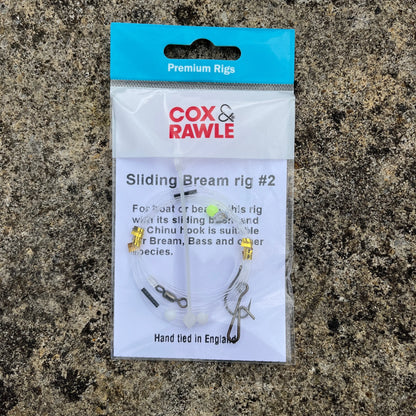 Premium Rigs
COX &
RAWLE
Sliding Bream rig #2
For boat or beach this rig
with its sliding bush and
Chinu hook is suitable
for Bream, Bass and other
species.
Hand tied in England